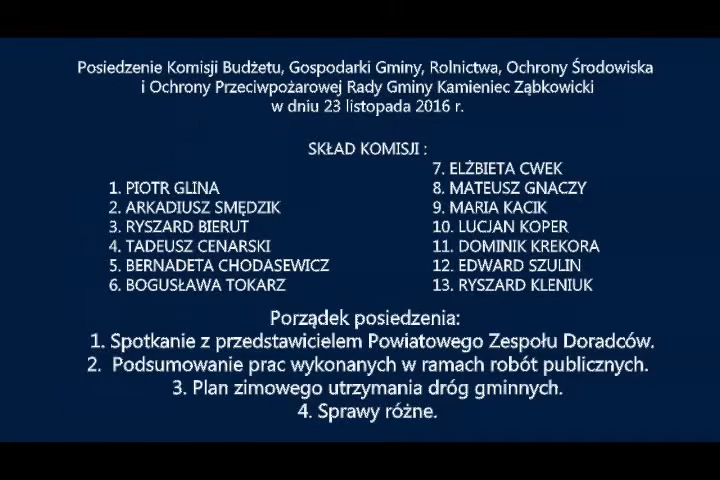 Posiedzenie Komisji Budżetu, Gospodarki Gminy, Rolnictwa, Ochrony Środowiska
i Ochrony Przeciwpożarowej Rady Gminy Kamieniec Ząbkowicki
w dniu 23 listopada 2016 r.
SKŁAD KOMISJI :
1. PIOTR GLINA
2. ARKADIUSZ SMĘDZIK
3. RYSZARD BIERUT
4. TADEUSZ CENARSKI
5. BERNADETA CHODASEWICZ
6. BOGUSŁAWA TOKARZ
7. ELŻBIETA CWEK
8. MATEUSZ GNACZY
9. MARIA KACIK
10. LUCJAN KOPER
11. DOMINIK KREKORA
12. EDWARD SZULIN
13. RYSZARD KLENIUK
Porządek posiedzenia:
1. Spotkanie z przedstawicielem Powiatowego Zespołu Doradców.
2. Podsumowanie prac wykonanych w ramach robót publicznych.
3. Plan zimowego utrzymania dróg gminnych.
4. Sprawy różne.